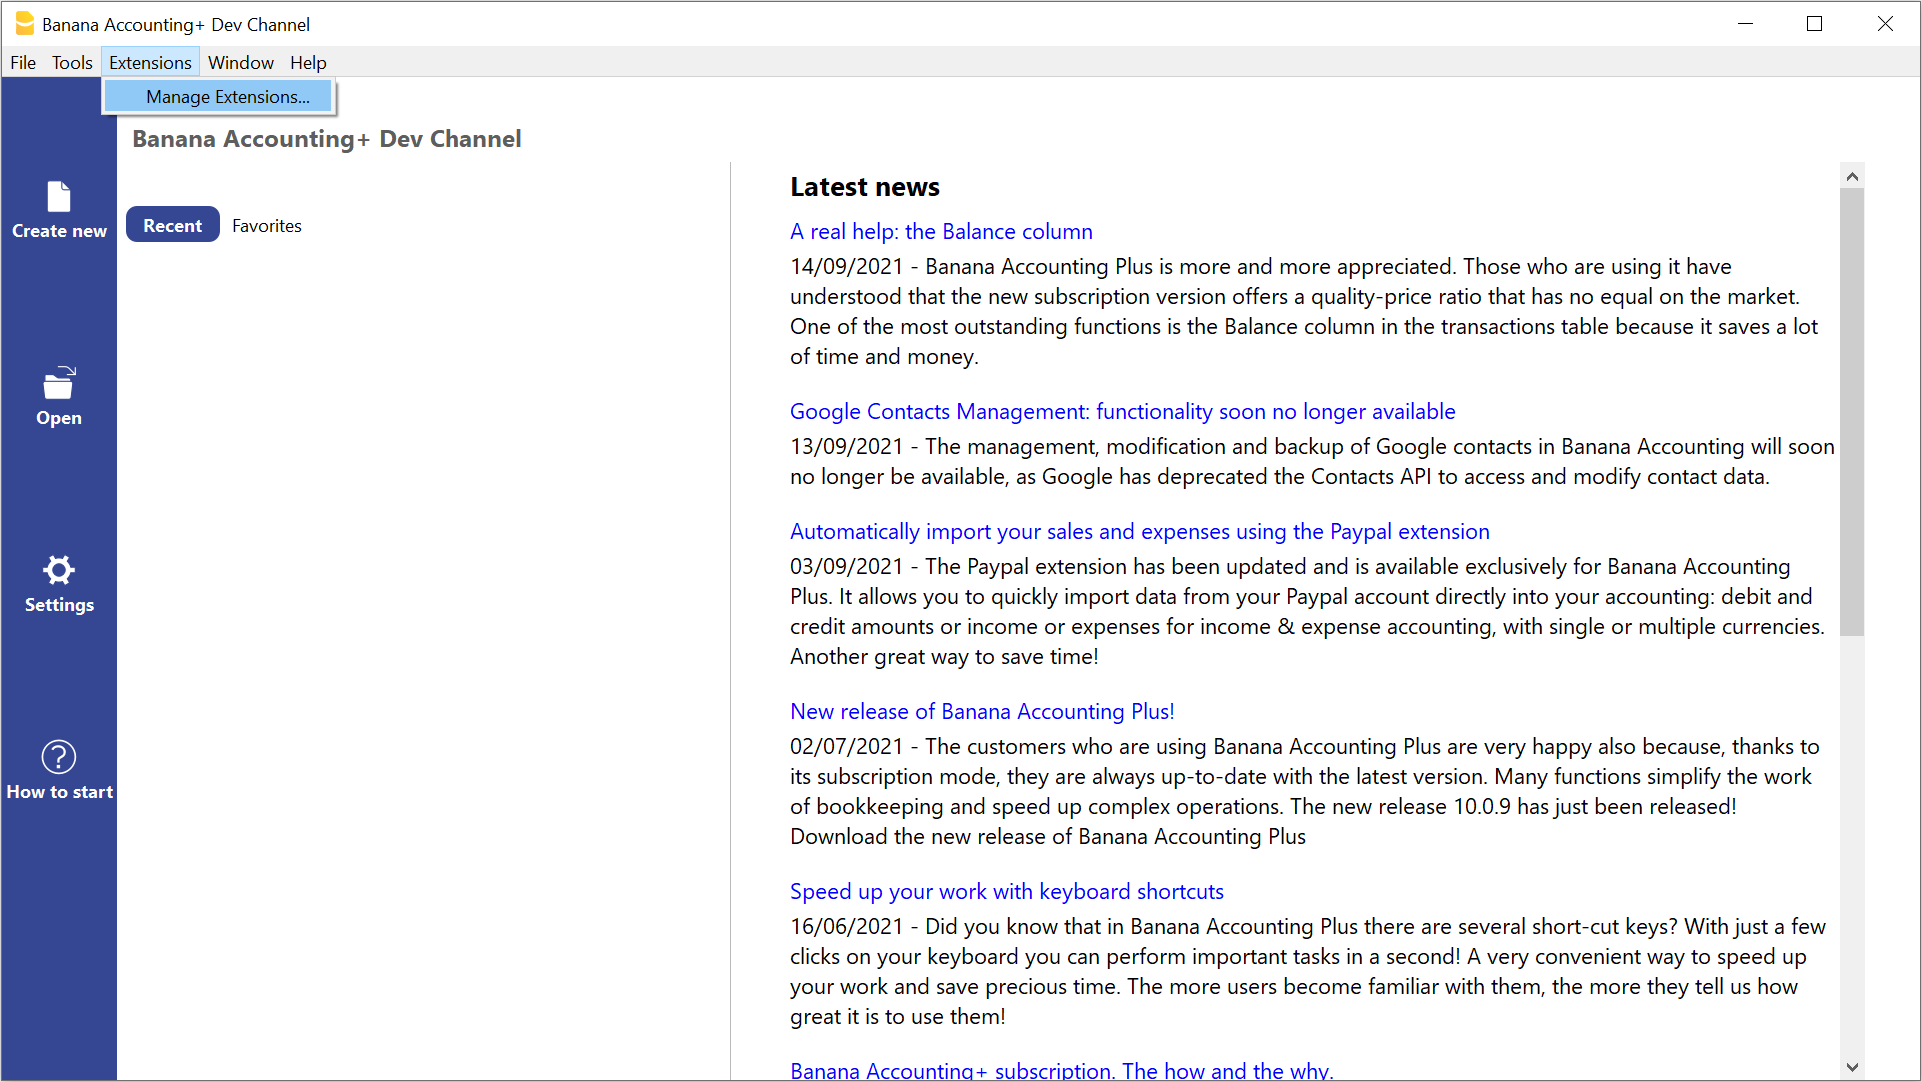 Banana Accounting+ Dev Channel
File Tools Extensions Window Help
Manage Extensions...
Banana Accounting+ Dev Channel
Create new
Open
Settings
How to start
Recent Favorites
Latest news
A real help: the Balance column
14/09/2021 - Banana Accounting Plus is more and more appreciated. Those who are using it have
understood that the new subscription version offers a quality-price ratio that has no equal on the market.
One of the most outstanding functions is the Balance column in the transactions table because it saves a lot
of time and money.
Google Contacts Management: functionality soon no longer available
13/09/2021 - The management, modification and backup of Google contacts in Banana Accounting will soon
no longer be available, as Google has deprecated the Contacts API to access and modify contact data.
Automatically import your sales and expenses using the Paypal extension
03/09/2021 - The Paypal extension has been updated and is available exclusively for Banana Accounting
Plus. It allows you to quickly import data from your Paypal account directly into your accounting: debit and
credit amounts or income or expenses for income & expense accounting, with single or multiple currencies.
Another great way to save time!
New release of Banana Accounting Plus!
02/07/2021 - The customers who are using Banana Accounting Plus are very happy also because, thanks to
its subscription mode, they are always up-to-date with the latest version. Many functions simplify the work
of bookkeeping and speed up complex operations. The new release 10.0.9 has just been released!
Download the new release of Banana Accounting Plus
Speed up your work with keyboard shortcuts
16/06/2021 - Did you know that in Banana Accounting Plus there are several short-cut keys? With just a few
clicks on your keyboard you can perform important tasks in a second! A very convenient way to speed up
your work and save precious time. The more users become familiar with them, the more they tell us how
great it is to use them!
Banana Accounting+ subscription. The how and the why.